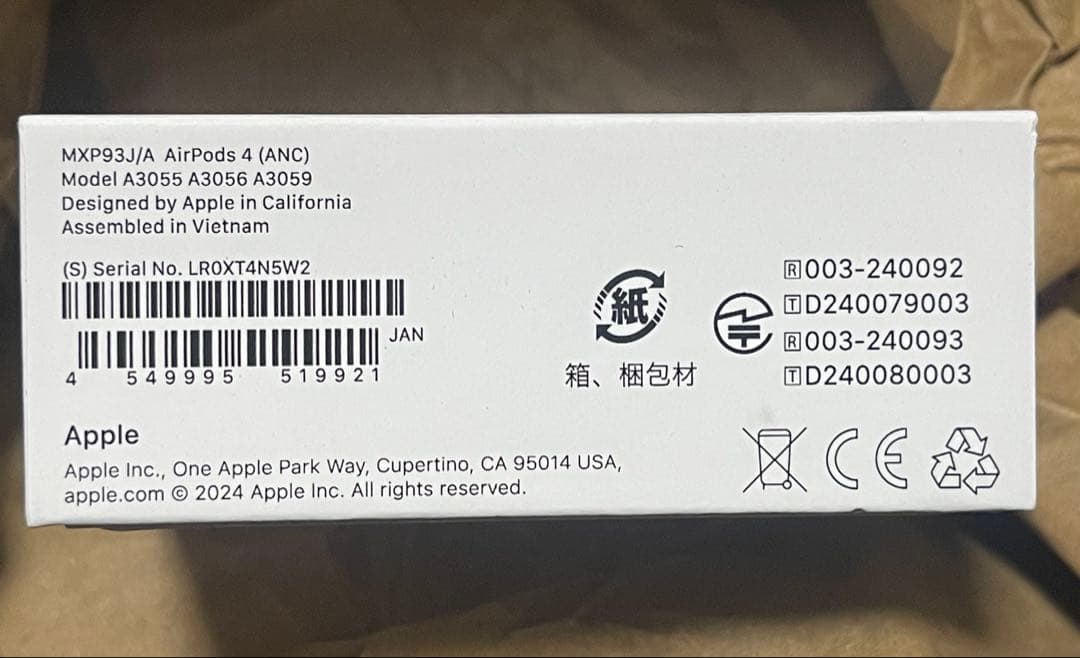 MXP93J/A AirPods 4 (ANC)
Model A3055 A3056 A3059
Designed by Apple in California
Assembled in Vietnam
(S) Serial No. LR0XT4N5W2
JAN
4 549995 519921
紙
箱、梱包材
R003-240092
TD240079003
R003-240093
TD240080003
Apple
Apple Inc., One Apple Park Way, Cupertino, CA 95014 USA,
apple.com © 2024 Apple Inc. All rights reserved.
CE